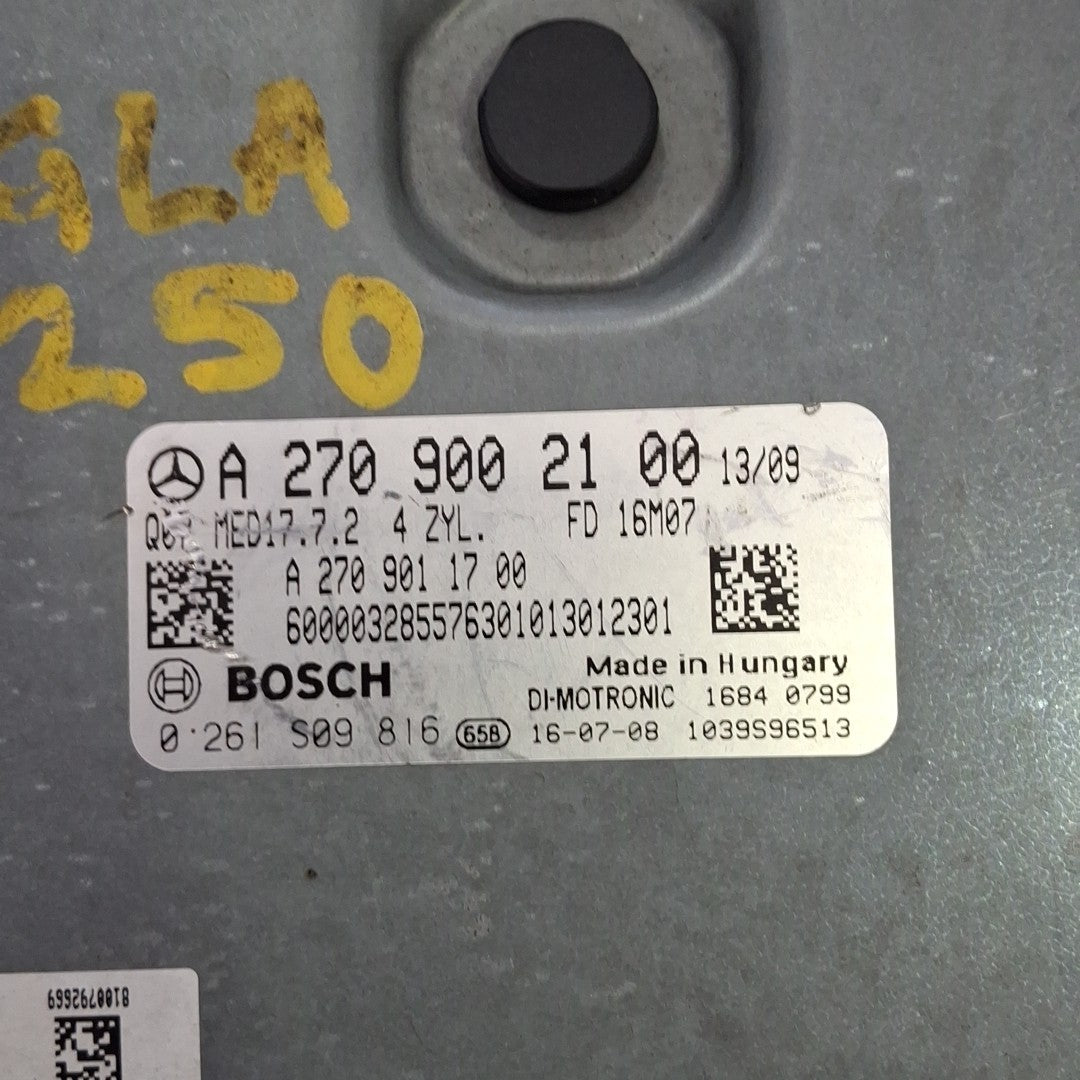 GLA
250
A 270 900 21 00 13/09
MED17.7.2 4 ZYL. FD 16M07
A 270 901 17 00
600003285576301013012301
BOSCH
Made in Hungary
DI-MOTRONIC 1684 0799
0 261 S09 816 65B 16-07-08 1039S96513
8100792669